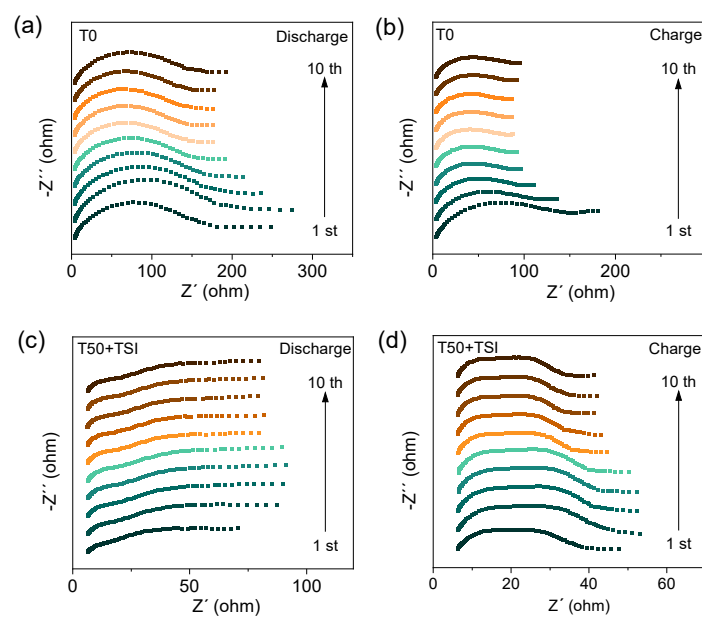 (a)
T0
Discharge
10 th
1 st
-Z´´ (ohm)
0
100
200
300
Z´ (ohm)
(b)
T0
Charge
10 th
1 st
-Z´´ (ohm)
0
100
200
Z´ (ohm)
(c)
T50+TSI
Discharge
10 th
1 st
-Z´´ (ohm)
0
50
100
Z´ (ohm)
(d)
T50+TSI
Charge
10 th
1 st
-Z´´ (ohm)
0
20
40
60
Z´ (ohm)